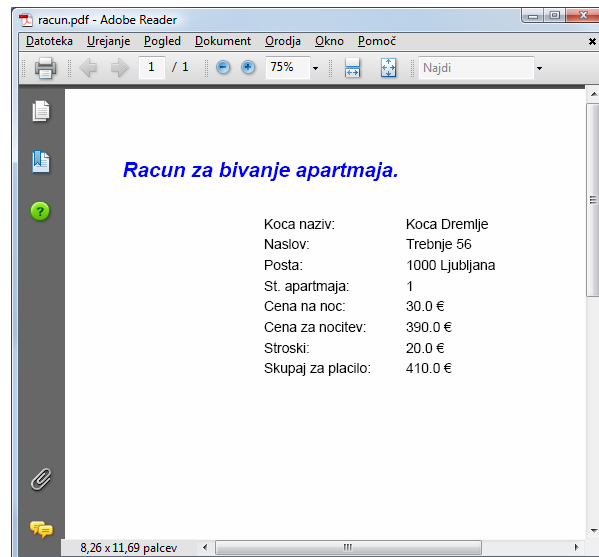 racun.pdf - Adobe Reader
Datoteka Urejanje Pogled Dokument Orodja Okno Pomoč
1 / 1 75% Najdi
Racun za bivanje apartmaja.
Koca naziv: Koca Dremlje
Naslov: Trebnje 56
Posta: 1000 Ljubljana
St. apartmaja: 1
Cena na noc: 30.0 €
Cena za nocitev: 390.0 €
Stroski: 20.0 €
Skupaj za placilo: 410.0 €
8,26 x 11,69 palcev